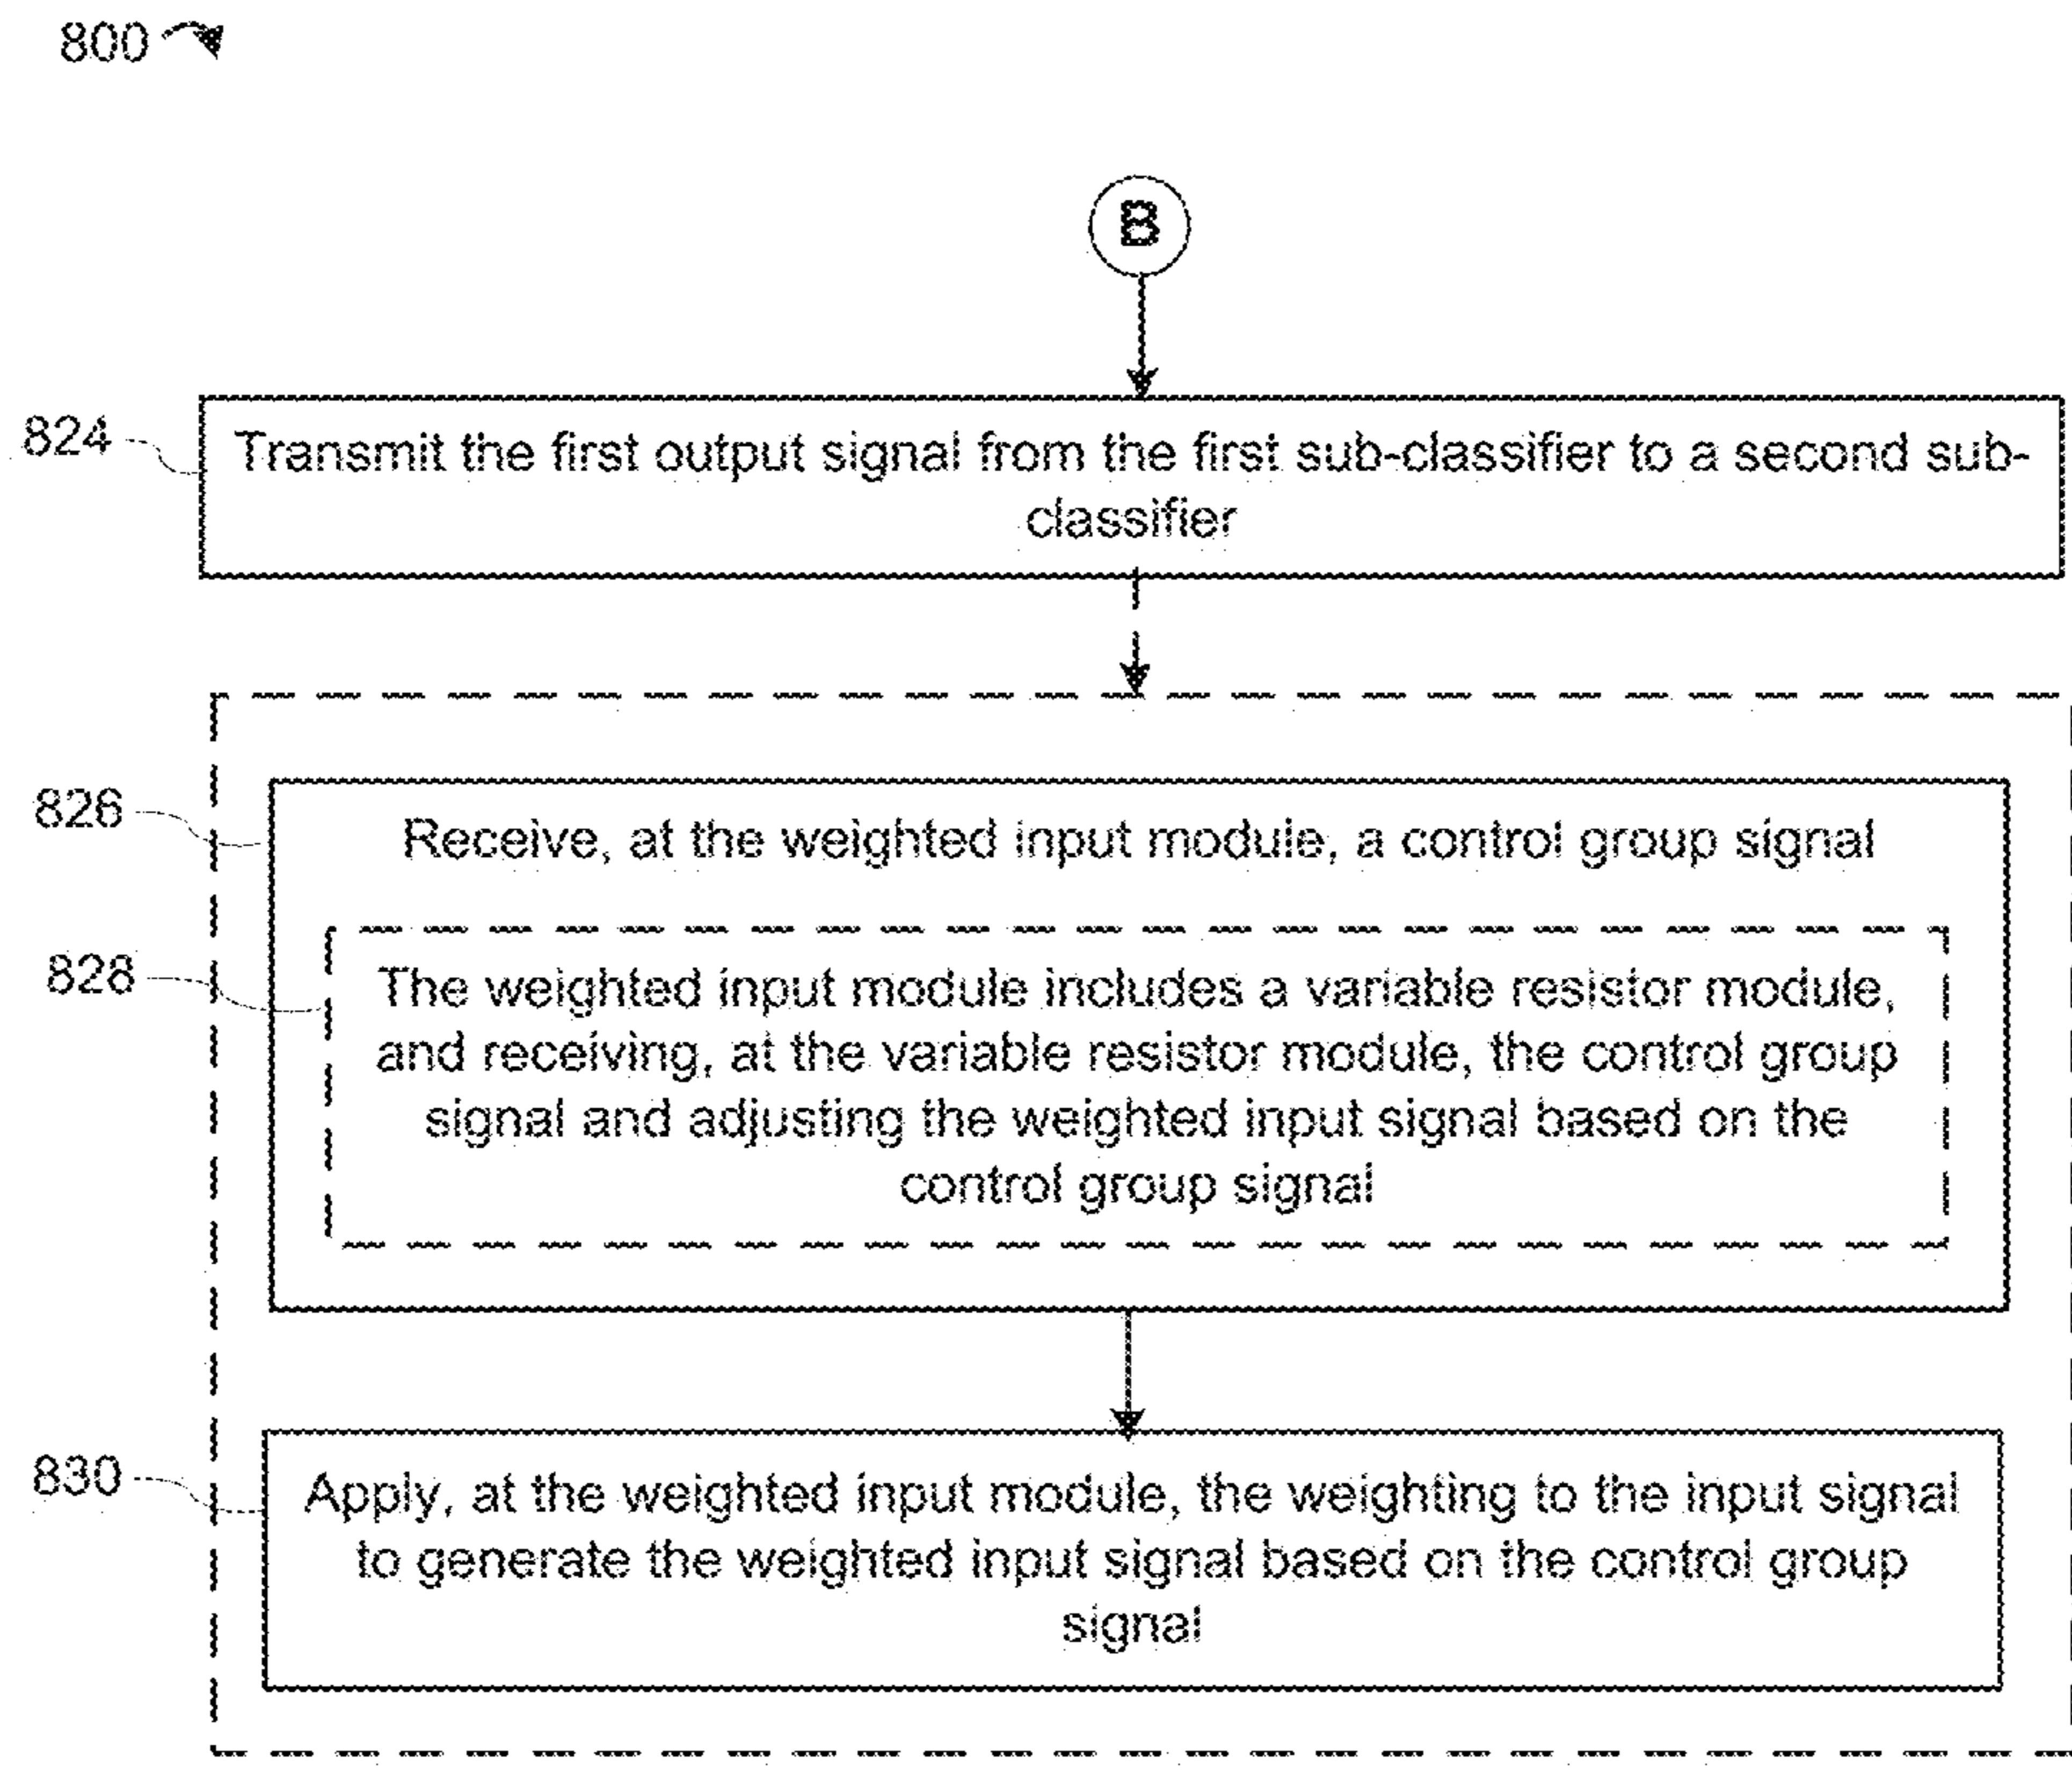 800
B
824
Transmit the first output signal from the first sub-classifier to a second sub-
classifier
826
Receive, at the weighted input module, a control group signal
828
The weighted input module includes a variable resistor module,
and receiving, at the variable resistor module, the control group
signal and adjusting the weighted input signal based on the
control group signal
830
Apply, at the weighted input module, the weighting to the input signal
to generate the weighted input signal based on the control group
signal